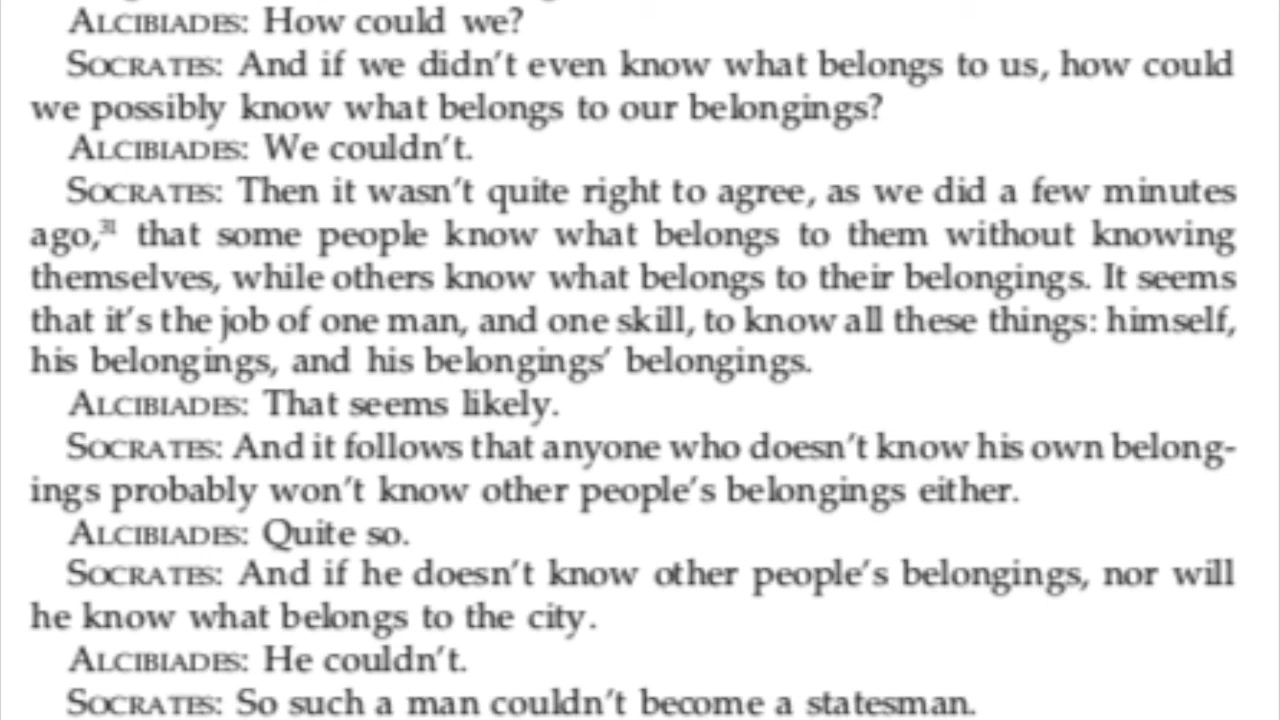 ALCIBIADES: How could we?
SOCRATES: And if we didn't even know what belongs to us, how could
we possibly know what belongs to our belongings?
ALCIBIADES: We couldn't.
SOCRATES: Then it wasn't quite right to agree, as we did a few minutes
ago,³¹ that some people know what belongs to them without knowing
themselves, while others know what belongs to their belongings. It seems
that it's the job of one man, and one skill, to know all these things: himself,
his belongings, and his belongings' belongings.
ALCIBIADES: That seems likely.
SOCRATES: And it follows that anyone who doesn't know his own belong-
ings probably won't know other people's belongings either.
ALCIBIADES: Quite so.
SOCRATES: And if he doesn't know other people's belongings, nor will
he know what belongs to the city.
ALCIBIADES: He couldn't.
SOCRATES: So such a man couldn't become a statesman.